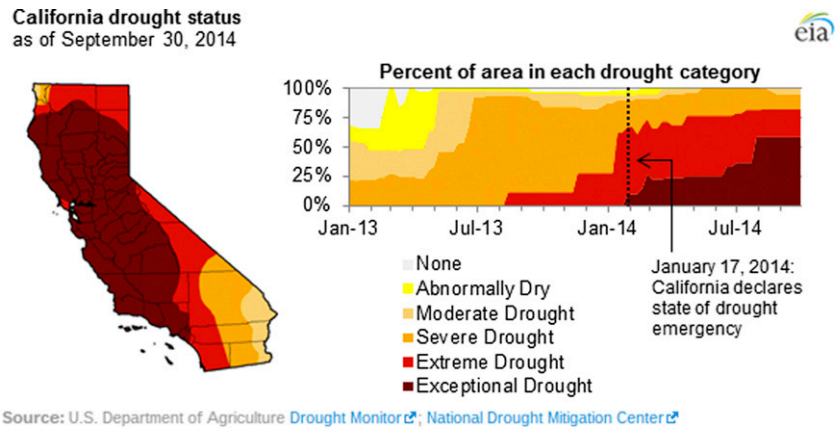 California drought status
as of September 30, 2014
eia
Percent of area in each drought category
100%
75%
50%
25%
0%
Jan-13
Jul-13
Jan-14
Jul-14
None
Abnormally Dry
Moderate Drought
Severe Drought
Extreme Drought
Exceptional Drought
January 17, 2014:
California declares
state of drought
emergency
Source: U.S. Department of Agriculture Drought Monitor; National Drought Mitigation Center